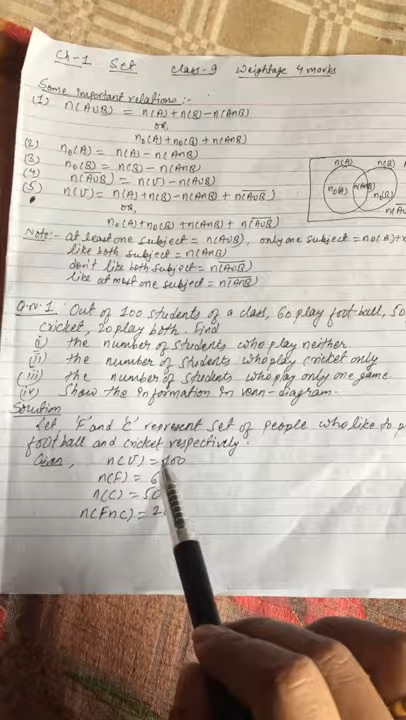 Ch-1 Set Class-9 Weightage 4 marks
Some important relations:-
(1) n(A∪B) = n(A)+n(B)-n(A∩B)
or,
n₀(A)+n₀(B)+n(A∩B)
(2) n₀(A) = n(A)-n(A∩B)
(3) n₀(B) = n(B)-n(A∩B)
(4) n(A∪B) = n(U)-n(A∪B)
(5) n(U) = n(A)+n(B)-n(A∩B)+n(A∪B)̅
or,
n₀(A)+n₀(B)+n(A∩B)+n(A∪B)̅
n(A) n(B)
n₀(A) n(A∩B) n₀(B)
Note:- at least one subject = n(A∪B), only one subject = n₀(A)+
like both subject = n(A∩B)
don't like both subject = n(A∪B)̅
like at most one subject = n(A∩B)̅
Q.N.1 Out of 100 students of a class, 60 play foot-ball, 50
cricket, 20 play both. Find
(i) the number of students who play neither
(ii) the number of students who play cricket only
(iii) the number of students who play only one game.
(iv) Show the information in venn-diagram.
Solution
Let, 'F' and 'C' represent set of people who like to
football and cricket respectively.
Given, n(U) = 100
n(F) = 6
n(C) = 50
n(F∩C) = 2